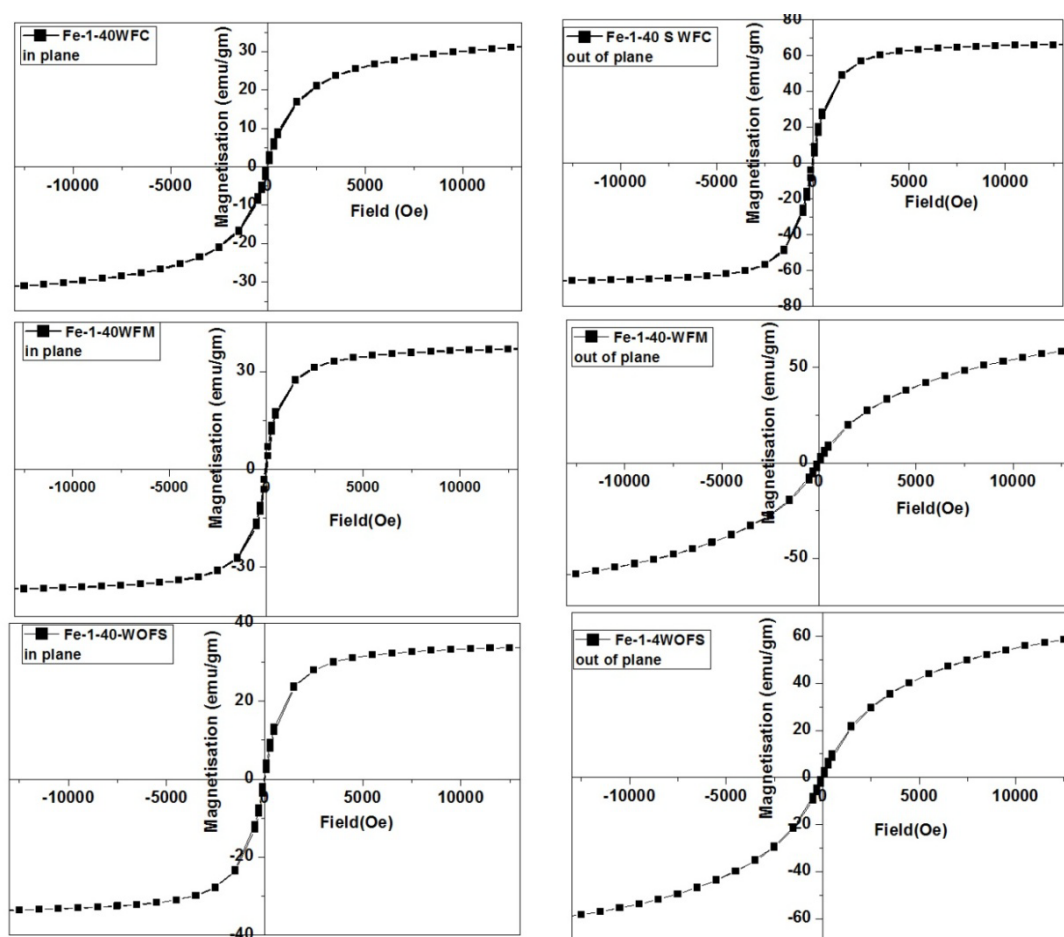 Fe-1-40WFC
in plane
Magnetisation (emu/gm)
30
20
10
0
-10
-20
-30
-10000
-5000
0
5000
10000
Field (Oe)
Fe-1-40 S WFC
out of plane
Magnetisation (emu/gm)
80
60
40
20
0
-20
-40
-60
-80
-10000
-5000
0
5000
10000
Field(Oe)
Fe-1-40WFM
in plane
Magnetisation (emu/gm)
30
0
-30
-10000
-5000
0
5000
10000
Field(Oe)
Fe-1-40-WFM
out of plane
Magnetisation (emu/gm)
50
0
-50
-10000
-5000
0
5000
10000
Field(Oe)
Fe-1-40-WOFS
in plane
Magnetisation (emu/gm)
40
20
0
-20
-40
-10000
-5000
0
5000
10000
Field(Oe)
Fe-1-4WOFS
out of plane
Magnetisation (emu/gm)
60
40
20
0
-20
-40
-60
-10000
-5000
0
5000
10000
Field(Oe)